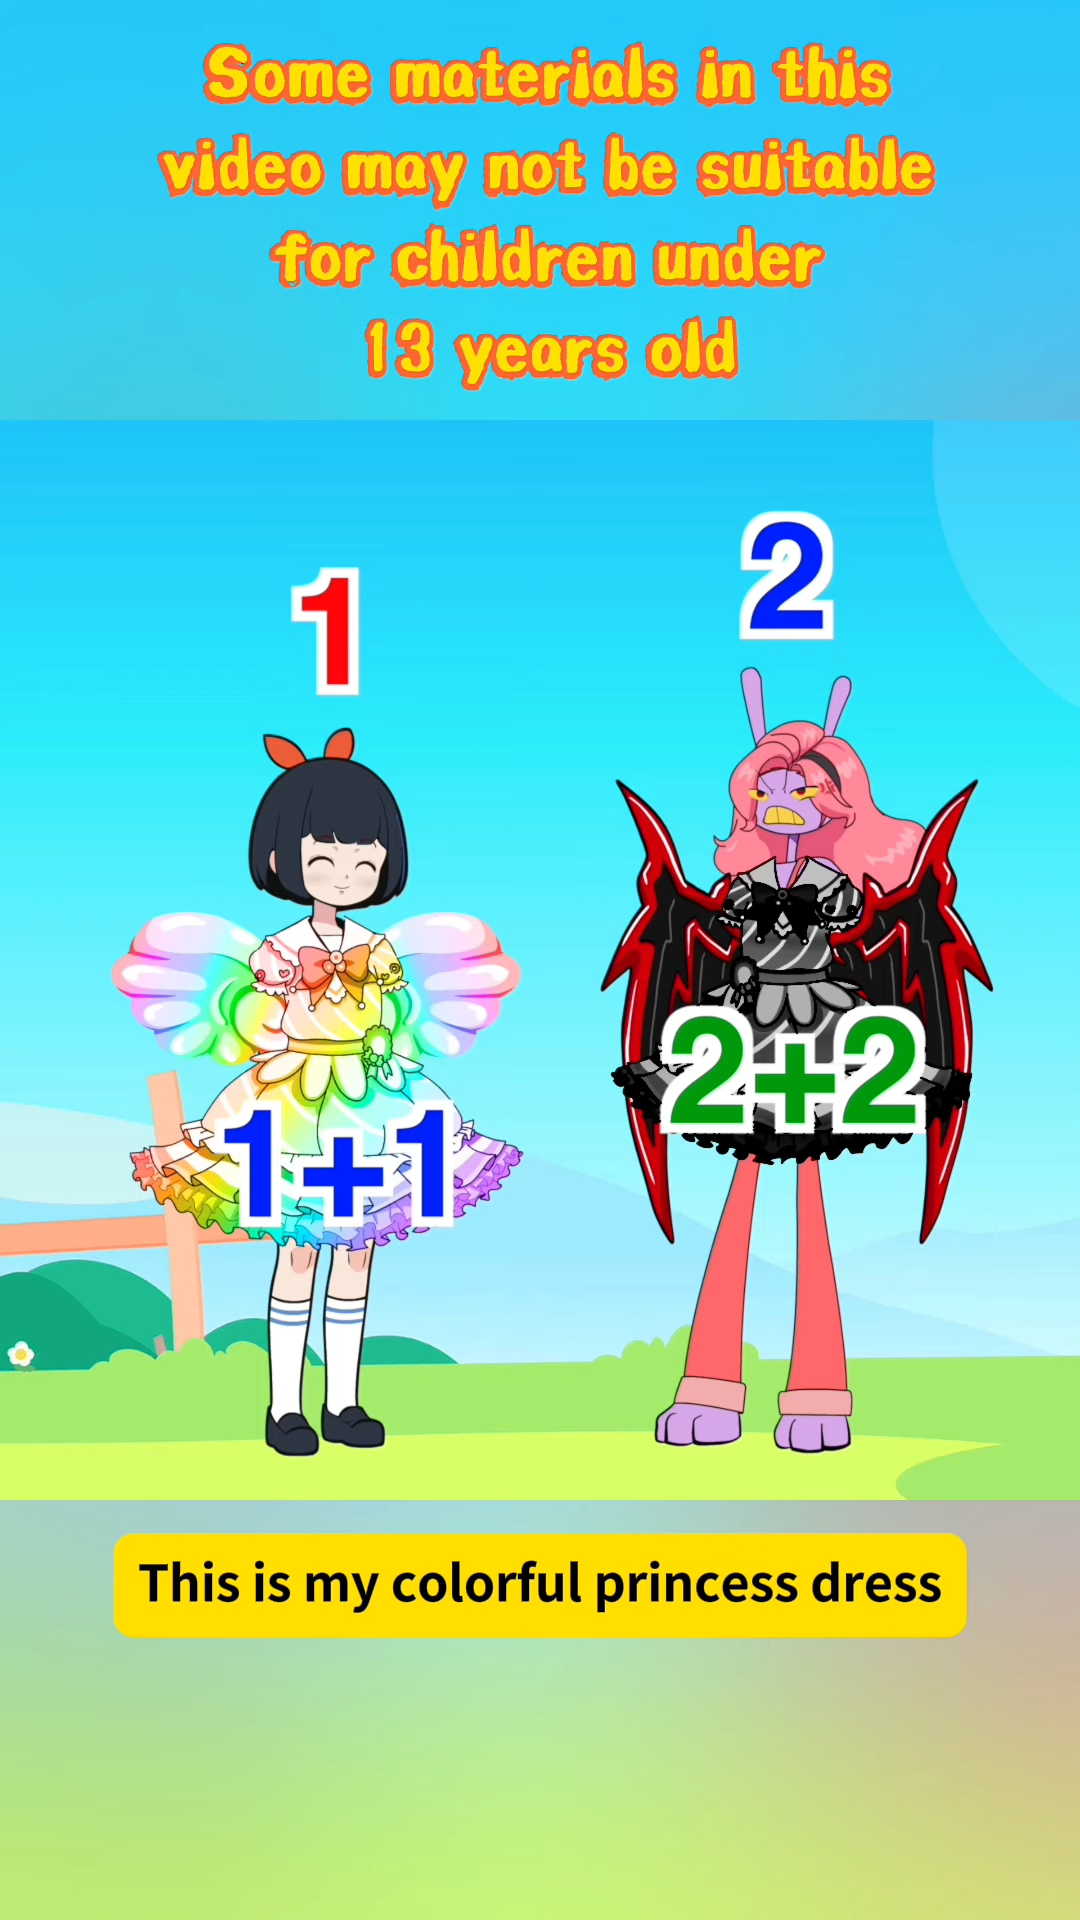 Some materials in this
video may not be suitable
for children under
13 years old
1
2
1+1
2+2
This is my colorful princess dress